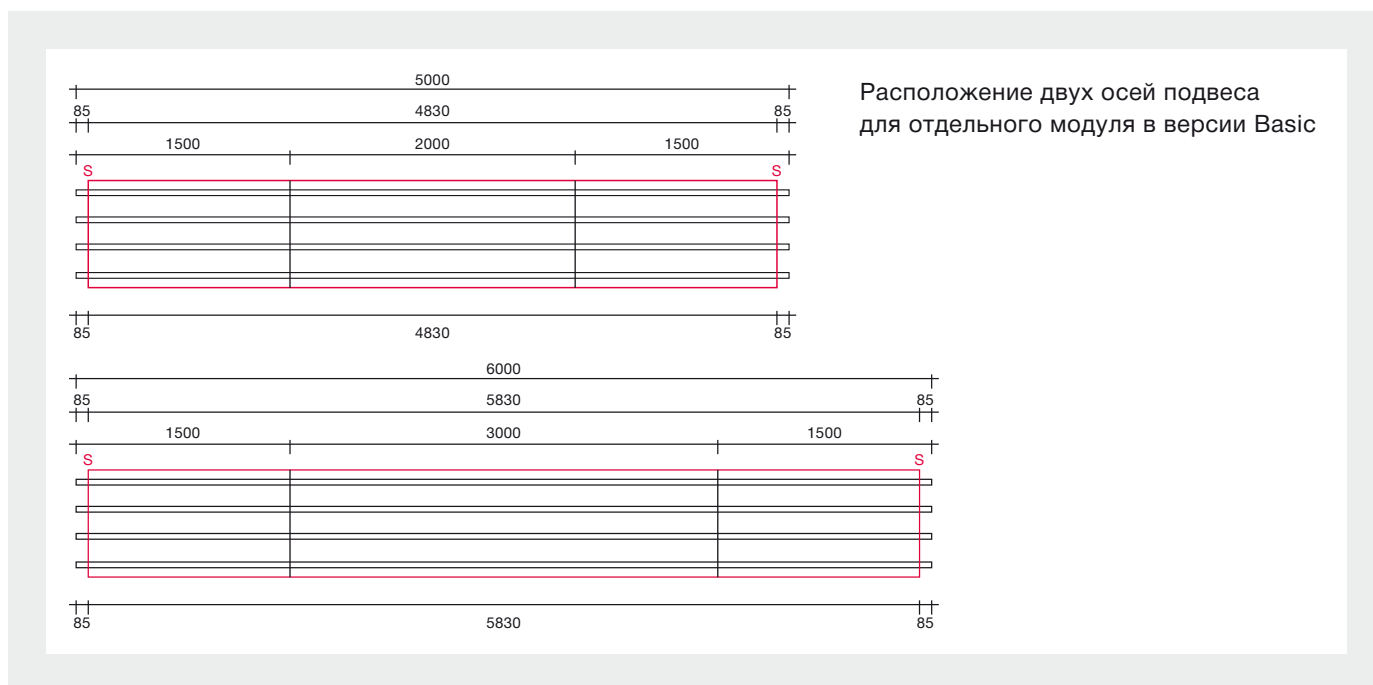 5000
85 4830 85
1500 2000 1500
S S
85 4830 85
Расположение двух осей подвеса
для отдельного модуля в версии Basic
6000
85 5830 85
1500 3000 1500
S S
85 5830 85